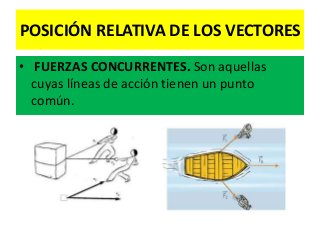 POSICIÓN RELATIVA DE LOS VECTORES
• FUERZAS CONCURRENTES. Son aquellas
cuyas líneas de acción tienen un punto
común.